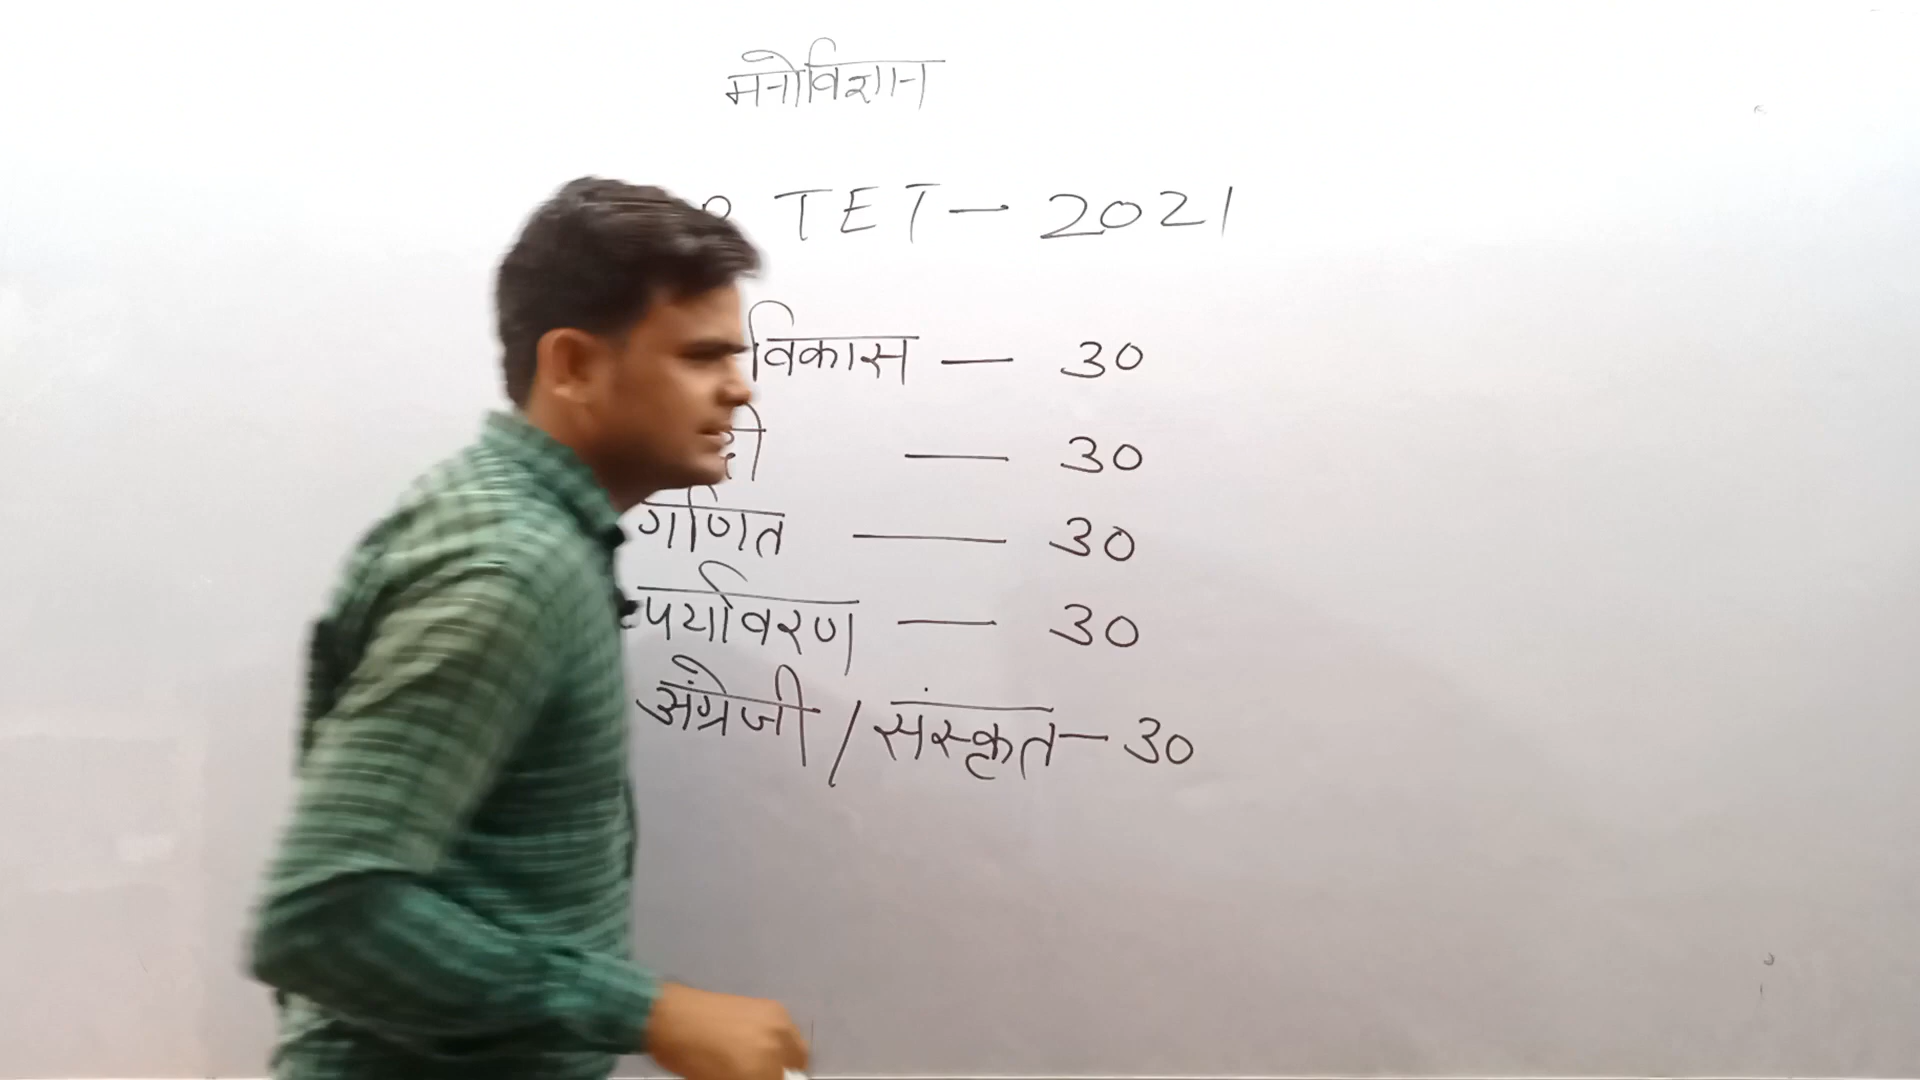 मनोविज्ञान
TET - 2021
विकास - 30
- 30
गणित - 30
पर्यावरण - 30
अंग्रेजी / संस्कृत - 30